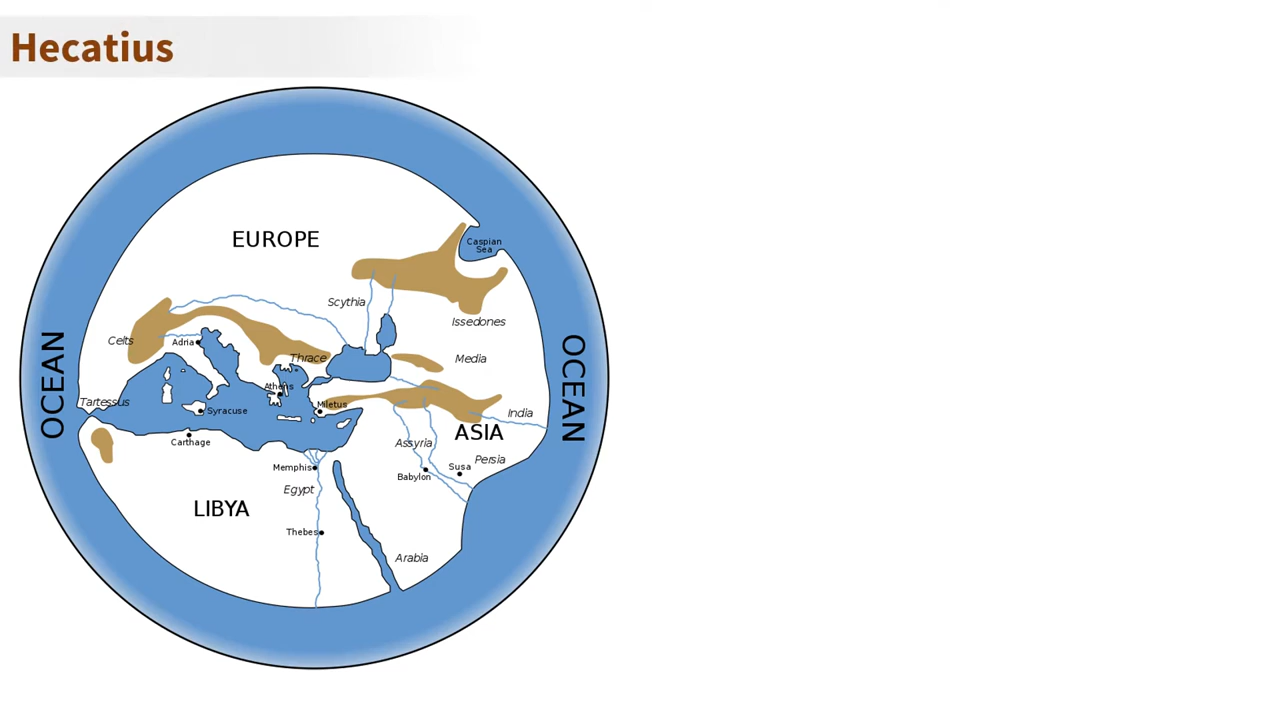 Hecatius
EUROPE
Caspian
Sea
Scythia
Issedones
Celts
Adria
Thrace
Media
Athens
Tartessus
Miletus
Syracuse
India
OCEAN
OCEAN
Carthage
Assyria
ASIA
Memphis
Babylon
Susa
Persia
Egypt
LIBYA
Thebes
Arabia